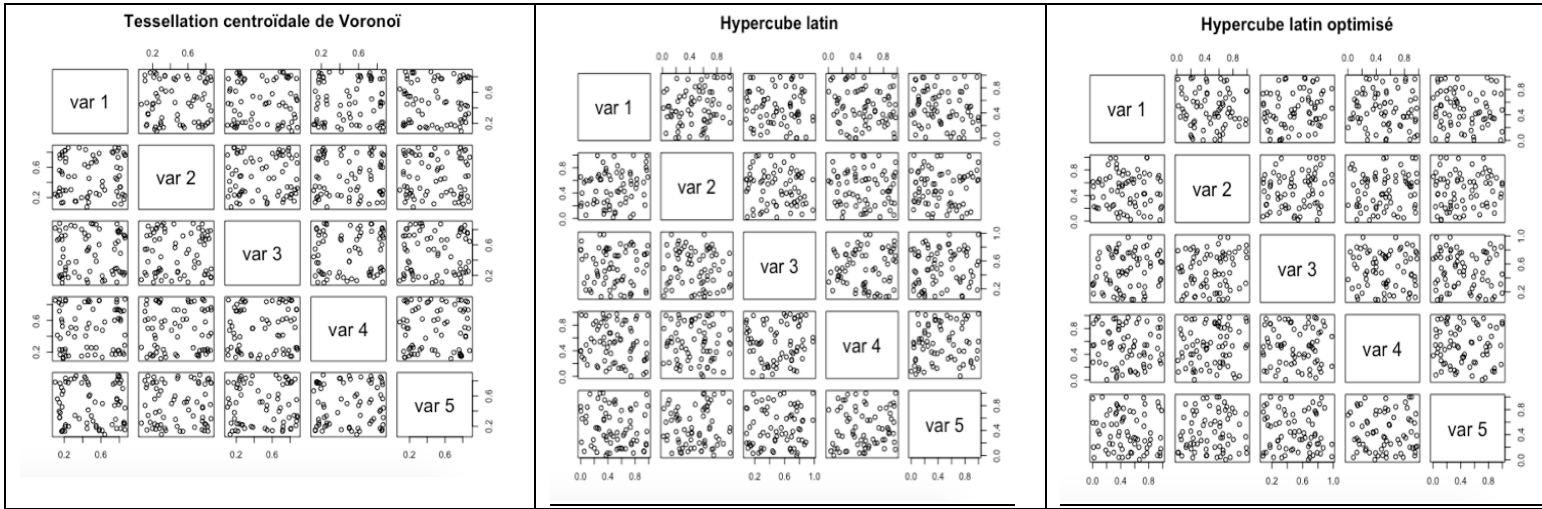 Tessellation centroïdale de Voronoï
0.2 0.6 0.2 0.6
var 1
0.2 0.6
0.2 0.6
var 2
var 3
0.2 0.6
0.2 0.6
var 4
var 5
0.2 0.6
0.2 0.6 0.2 0.6 0.2 0.6
Hypercube latin
0.0 0.4 0.8 0.0 0.4 0.8
var 1
0.0 0.4 0.8
0.0 0.4 0.8
var 2
var 3
0.2 0.6 1.0
0.0 0.4 0.8
var 4
var 5
0.0 0.4 0.8
0.0 0.4 0.8 0.2 0.6 1.0 0.0 0.4 0.8
Hypercube latin optimisé
0.0 0.4 0.8 0.0 0.4 0.8
var 1
0.0 0.4 0.8
0.0 0.4 0.8
var 2
var 3
0.2 0.6 1.0
0.0 0.4 0.8
var 4
var 5
0.0 0.4 0.8
0.0 0.4 0.8 0.2 0.6 1.0 0.0 0.4 0.8